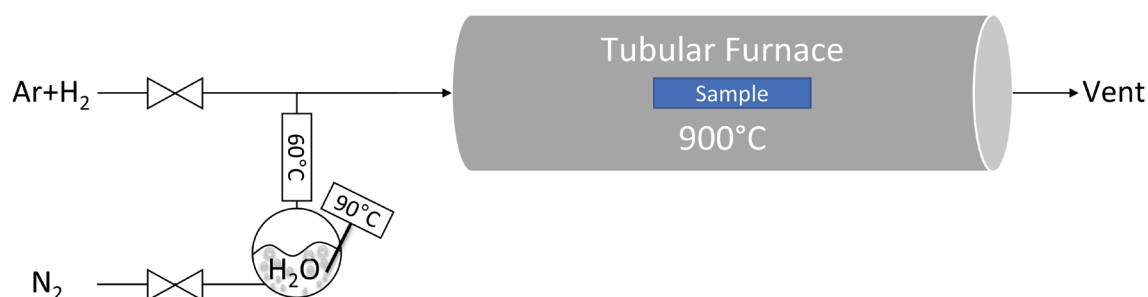 Tubular Furnace
Ar+H₂
Sample
Vent
900°C
60°C
90°C
H₂O
N₂